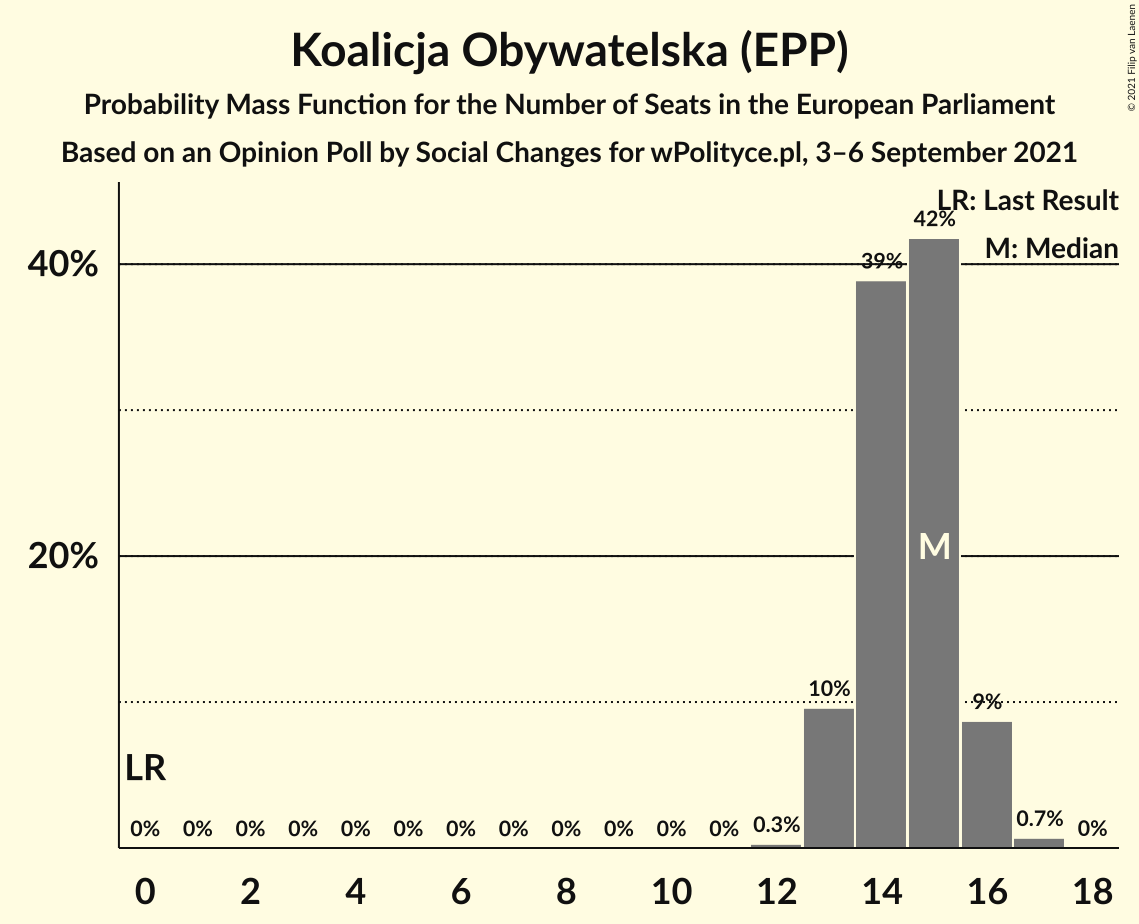 Koalicja Obywatelska (EPP)
Probability Mass Function for the Number of Seats in the European Parliament
Based on an Opinion Poll by Social Changes for wPolityce.pl, 3–6 September 2021
© 2021 Filip van Laenen
LR: Last Result
M: Median
40%
20%
42%
39%
M
10%
9%
LR
0% 0% 0% 0% 0% 0% 0% 0% 0% 0% 0% 0% 0.3% 0.7% 0%
0 2 4 6 8 10 12 14 16 18